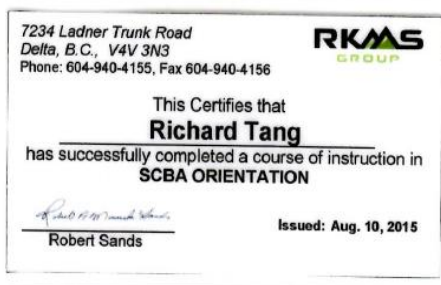 7234 Ladner Trunk Road
Delta, B.C., V4V 3N3
Phone: 604-940-4155, Fax 604-940-4156
RKMS
GROUP
This Certifies that
Richard Tang
has successfully completed a course of instruction in
SCBA ORIENTATION
Robert Sands
Issued: Aug. 10, 2015